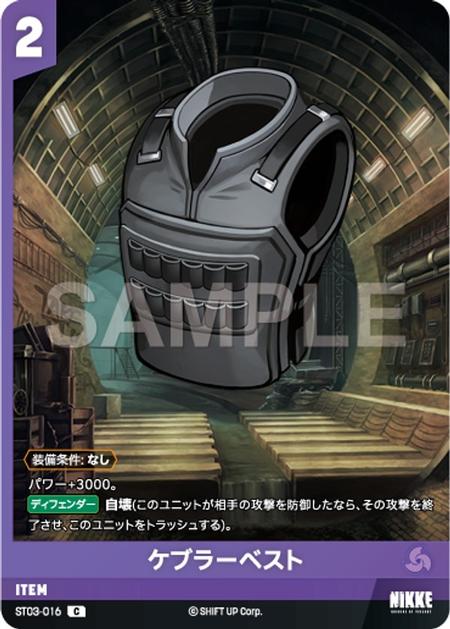 2
SAMPLE
装備条件:なし
パワー+3000。
ディフェンダー 自壊(このユニットが相手の攻撃を防御したなら、その攻撃を終
了させ、このユニットをトラッシュする)。
ケブラーベスト
ITEM
NIKKE
ST03-016 C
© SHIFT UP Corp.